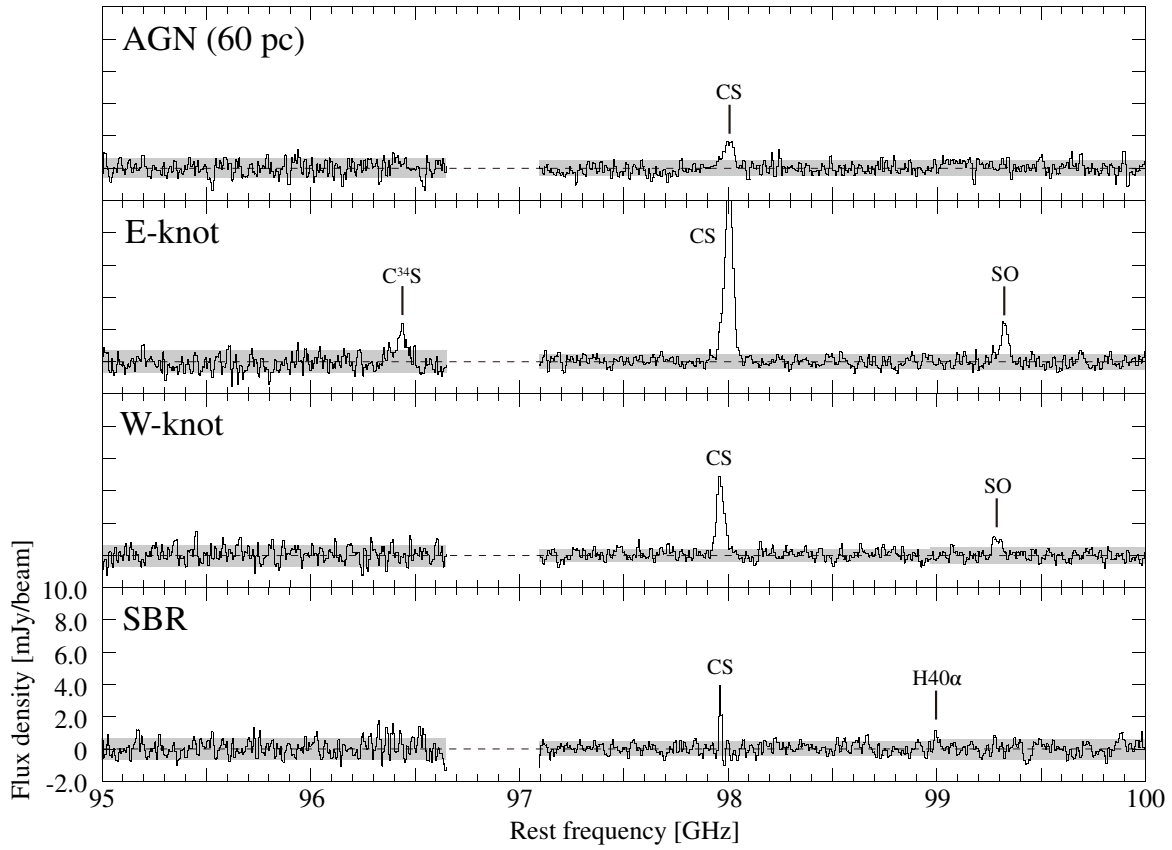 AGN (60 pc)
CS
E-knot
CS
C³⁴S
SO
W-knot
CS
SO
SBR
CS
H40α
Flux density [mJy/beam]
10.0
8.0
6.0
4.0
2.0
0
-2.0
95 96 97 98 99 100
Rest frequency [GHz]